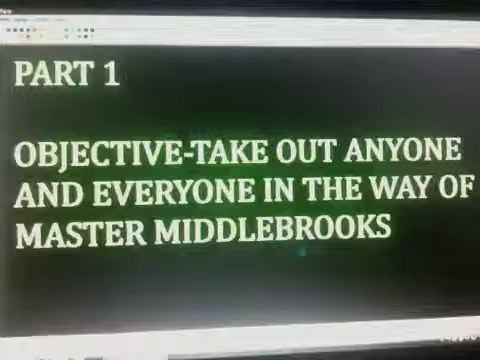 PART 1
OBJECTIVE-TAKE OUT ANYONE
AND EVERYONE IN THE WAY OF
MASTER MIDDLEBROOKS